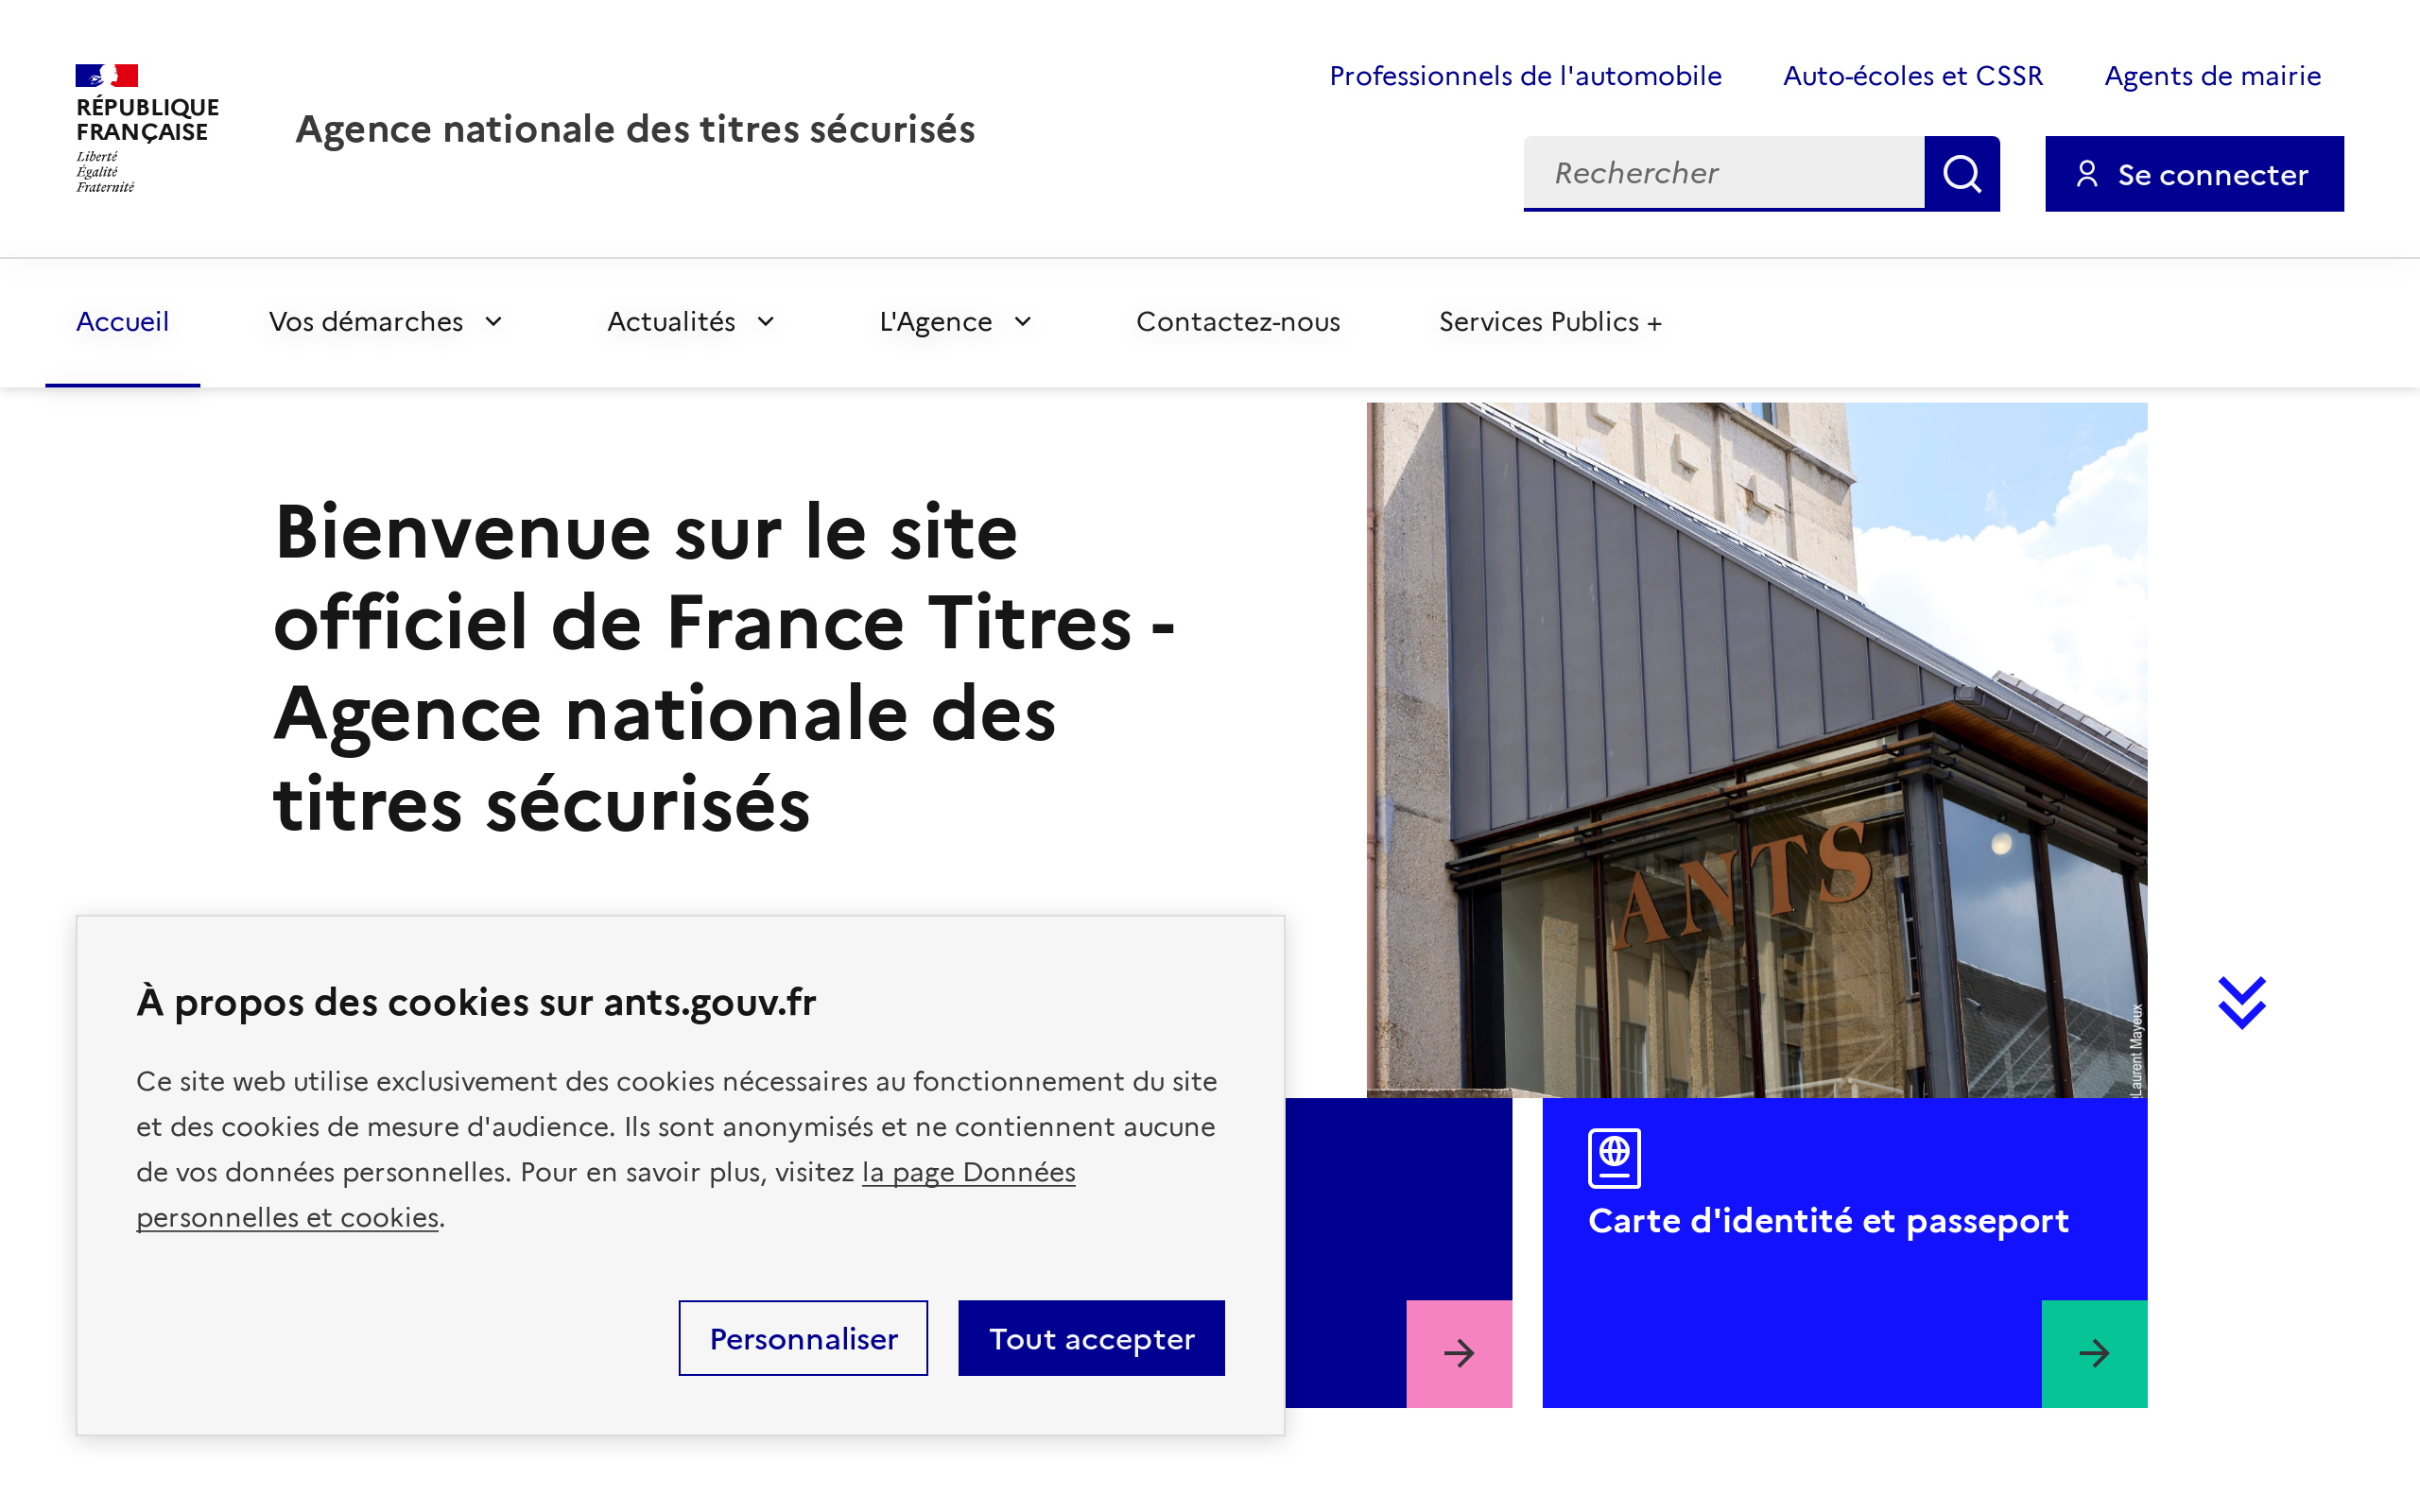 RÉPUBLIQUE
FRANÇAISE
Liberté
Égalité
Fraternité
Agence nationale des titres sécurisés
Professionnels de l'automobile
Auto-écoles et CSSR
Agents de mairie
Rechercher
Se connecter
Accueil
Vos démarches
Actualités
L'Agence
Contactez-nous
Services Publics +
Bienvenue sur le site
officiel de France Titres -
Agence nationale des
titres sécurisés
ANTS
Laurent Mayeux
À propos des cookies sur ants.gouv.fr
Ce site web utilise exclusivement des cookies nécessaires au fonctionnement du site
et des cookies de mesure d'audience. Ils sont anonymisés et ne contiennent aucune
de vos données personnelles. Pour en savoir plus, visitez la page Données
personnelles et cookies.
Personnaliser
Tout accepter
Carte d'identité et passeport